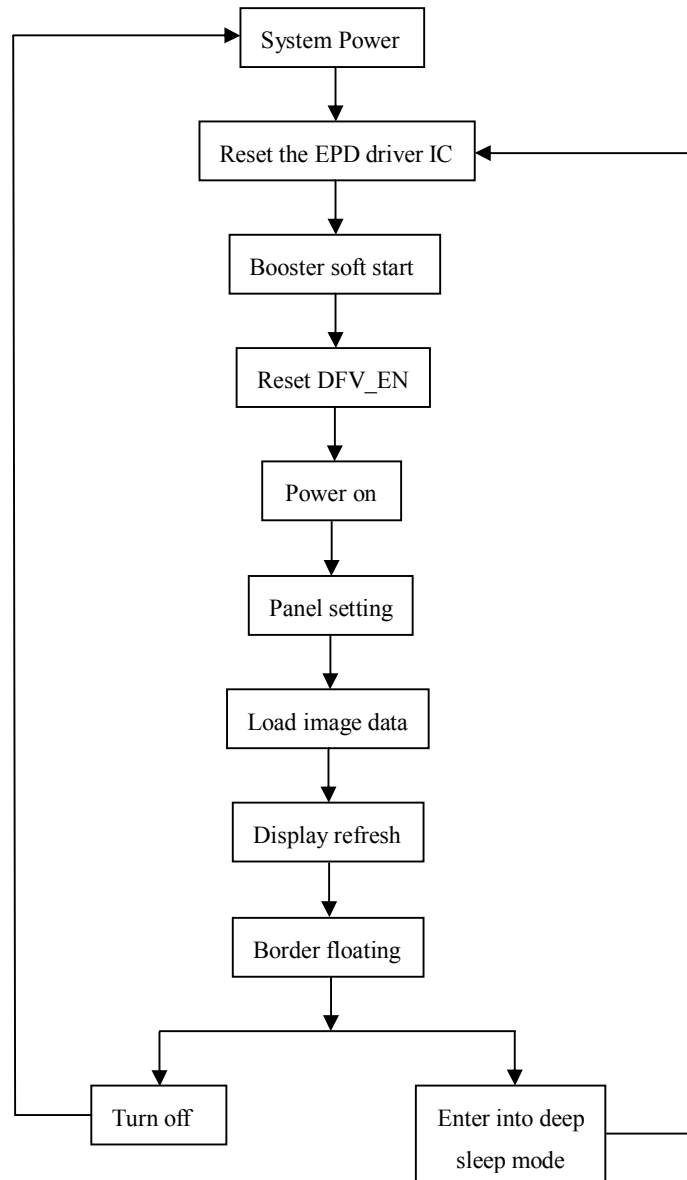 System Power
Reset the EPD driver IC
Booster soft start
Reset DFV_EN
Power on
Panel setting
Load image data
Display refresh
Border floating
Turn off
Enter into deep
sleep mode